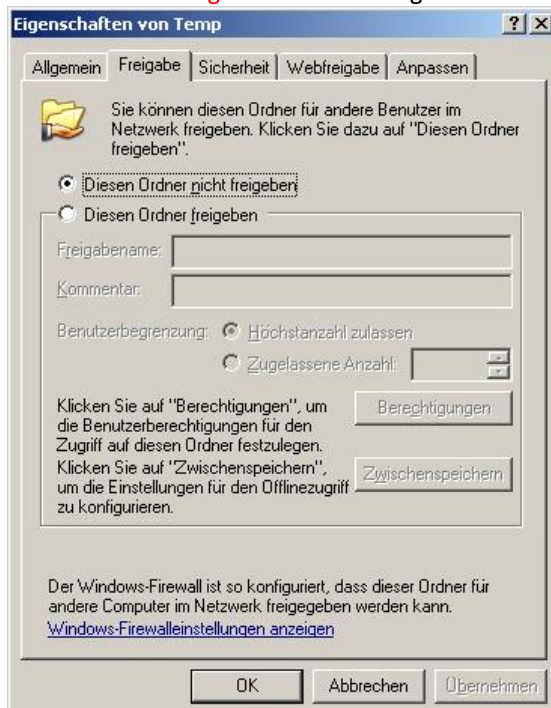 Eigenschaften von Temp
Allgemein Freigabe Sicherheit Webfreigabe Anpassen
Sie können diesen Ordner für andere Benutzer im
Netzwerk freigeben. Klicken Sie dazu auf "Diesen Ordner
freigeben".
Diesen Ordner nicht freigeben
Diesen Ordner freigeben
Freigabename:
Kommentar:
Benutzerbegrenzung: Höchstanzahl zulassen
Zugelassene Anzahl:
Klicken Sie auf "Berechtigungen", um
die Benutzerberechtigungen für den
Zugriff auf diesen Ordner festzulegen.
Berechtigungen
Klicken Sie auf "Zwischenspeichern",
um die Einstellungen für den Offlinezugriff
zu konfigurieren.
Zwischenspeichern
Der Windows-Firewall ist so konfiguriert, dass dieser Ordner für
andere Computer im Netzwerk freigegeben werden kann.
Windows-Firewalleinstellungen anzeigen
OK Abbrechen Übernehmen